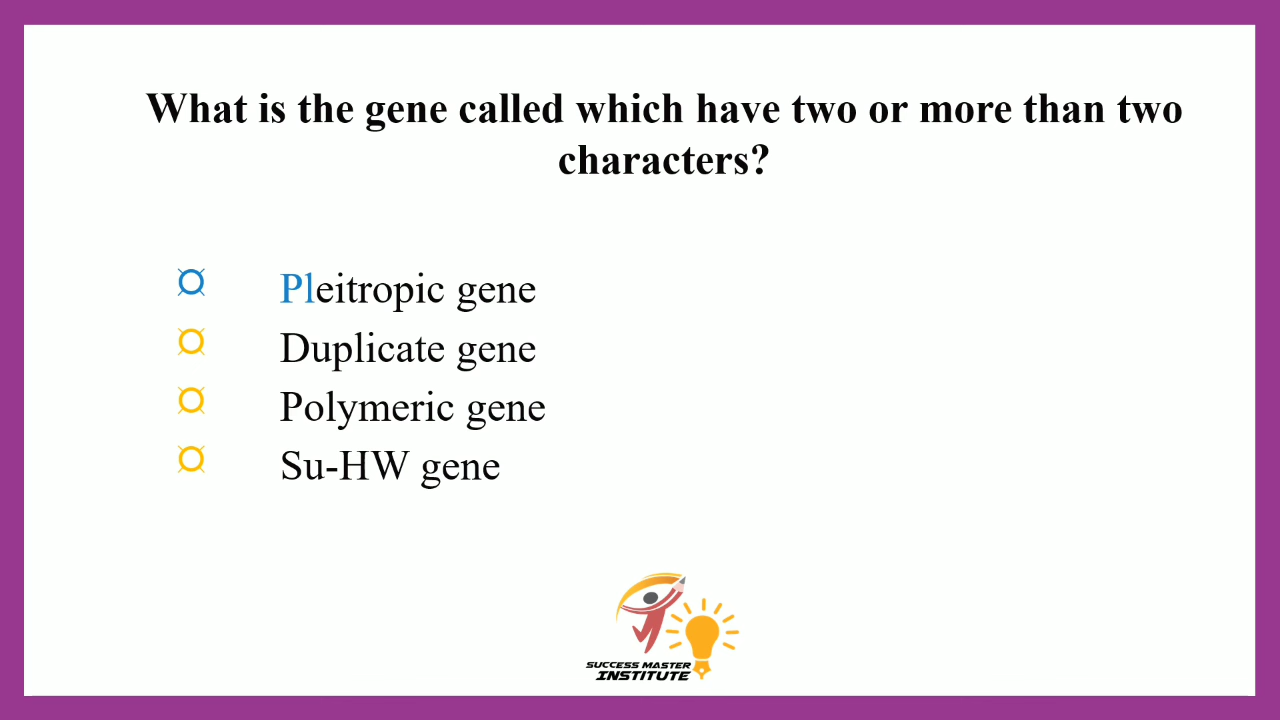 What is the gene called which have two or more than two
characters?
Pleitropic gene
Duplicate gene
Polymeric gene
Su-HW gene
SUCCESS MASTER
INSTITUTE